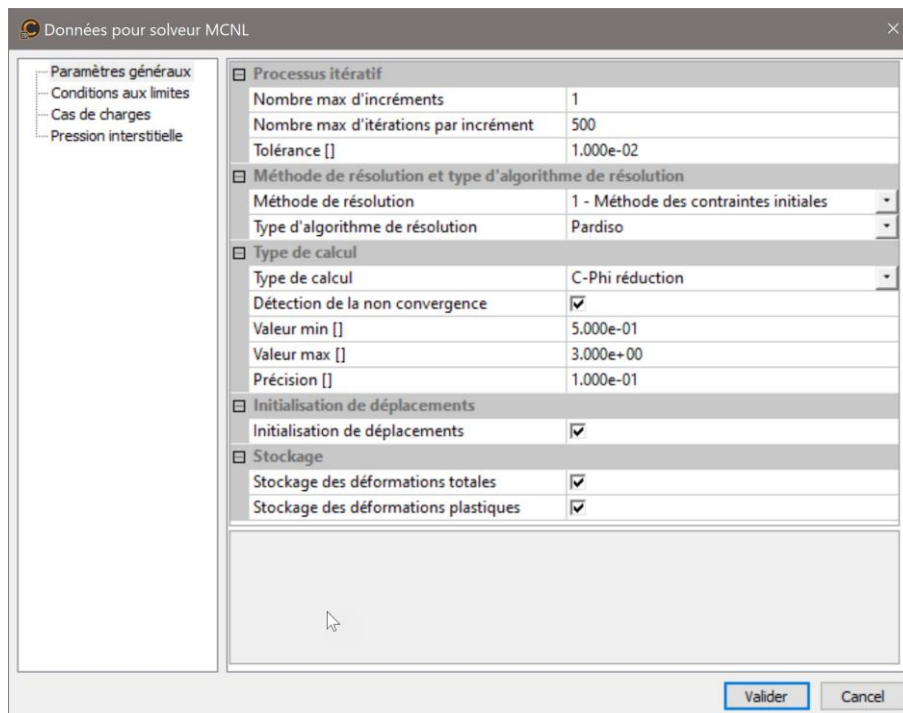 Données pour solveur MCNL
Paramètres généraux
Conditions aux limites
Cas de charges
Pression interstitielle
Processus itératif
Nombre max d'incréments 1
Nombre max d'itérations par incrément 500
Tolérance [] 1.000e-02
Méthode de résolution et type d'algorithme de résolution
Méthode de résolution 1 - Méthode des contraintes initiales
Type d'algorithme de résolution Pardiso
Type de calcul
Type de calcul C-Phi réduction
Détection de la non convergence
Valeur min [] 5.000e-01
Valeur max [] 3.000e+00
Précision [] 1.000e-01
Initialisation de déplacements
Initialisation de déplacements
Stockage
Stockage des déformations totales
Stockage des déformations plastiques
Valider Cancel